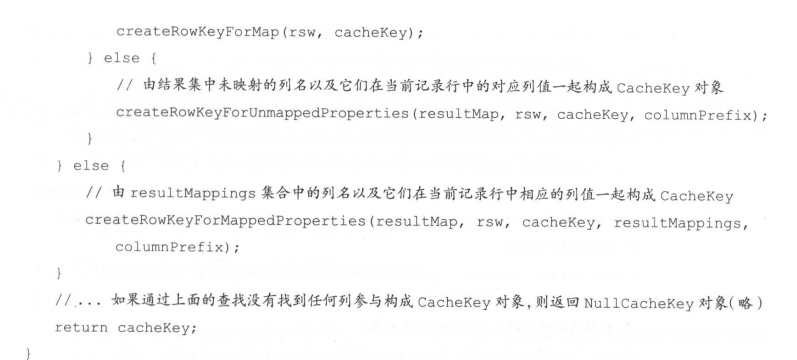 createRowKeyForMap(rsw, cacheKey);
} else {
// 由结果集中未映射的列名以及它们在当前记录行中的对应列值一起构成 CacheKey 对象
createRowKeyForUnmappedProperties(resultMap, rsw, cacheKey, columnPrefix);
}
} else {
// 由 resultMappings 集合中的列名以及它们在当前记录行中相应的列值一起构成 CacheKey
createRowKeyForMappedProperties(resultMap, rsw, cacheKey, resultMappings,
columnPrefix);
}
//... 如果通过上面的查找没有找到任何列参与构成 CacheKey 对象,则返回 NullCacheKey 对象(略)
return cacheKey;
}